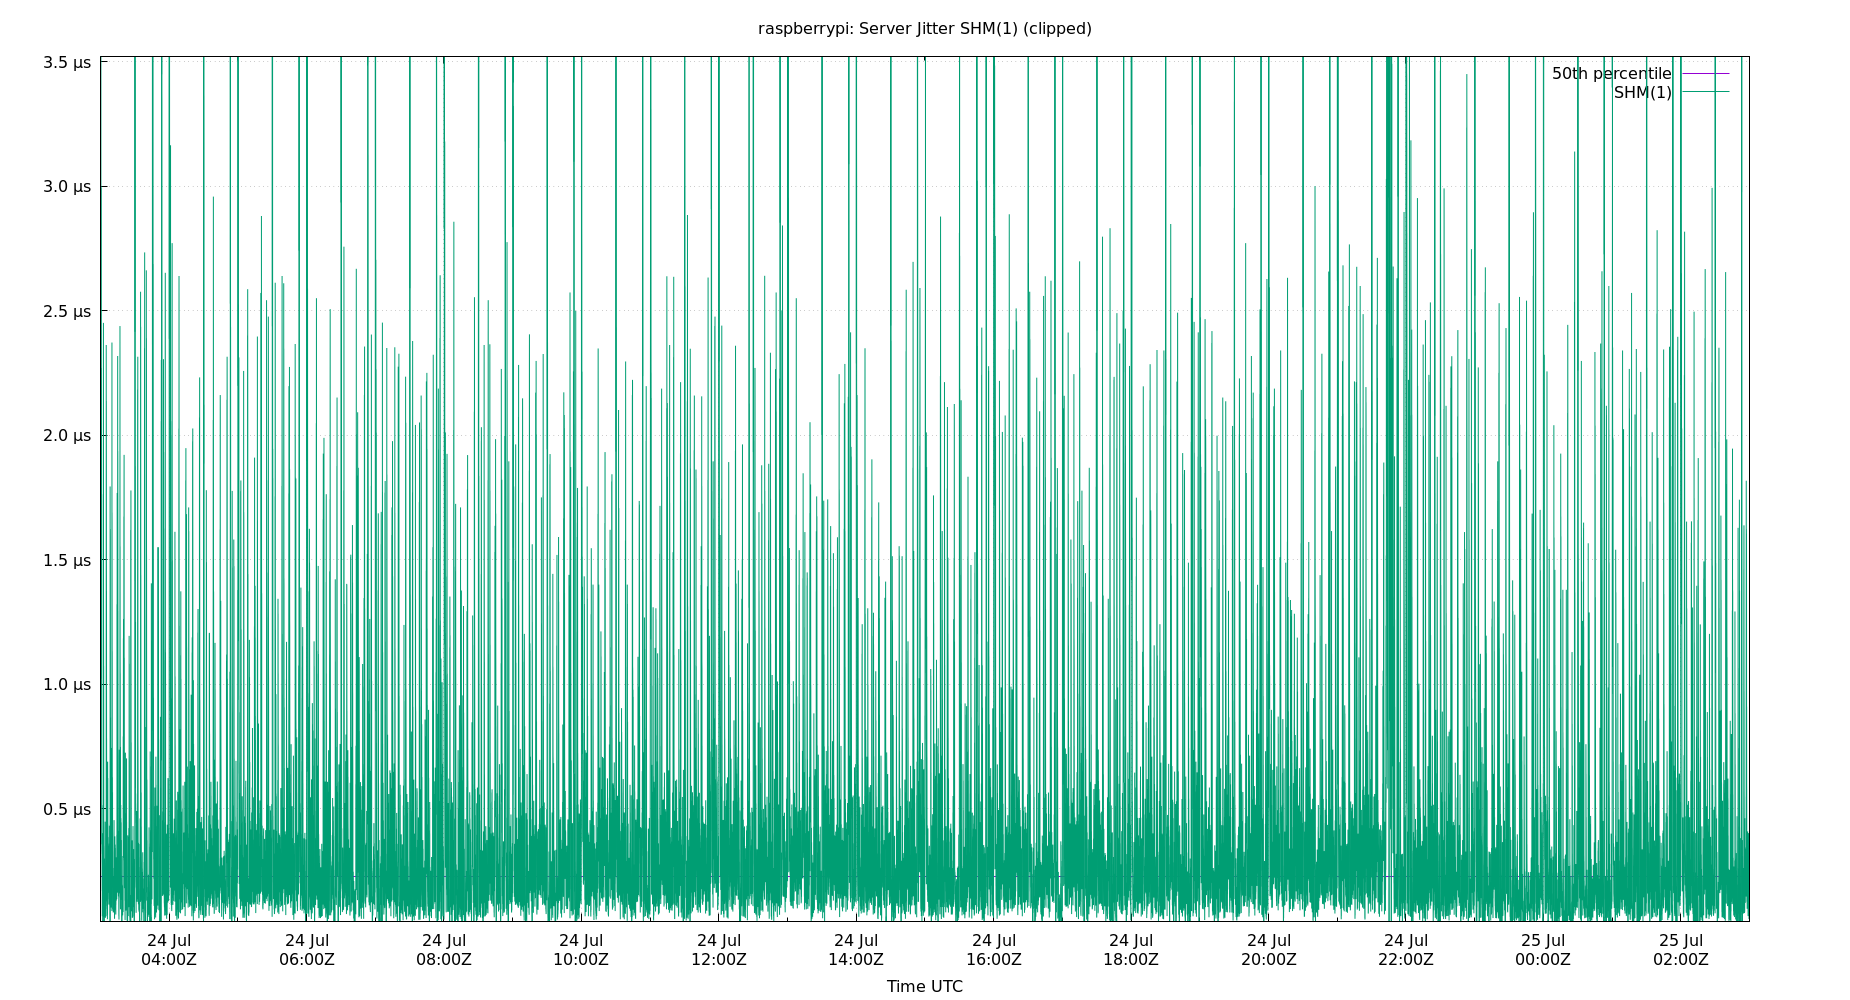 raspberrypi: Server Jitter SHM(1) (clipped)
50th percentile
SHM(1)
3.5 µs
3.0 µs
2.5 µs
2.0 µs
1.5 µs
1.0 µs
0.5 µs
24 Jul 24 Jul 24 Jul 24 Jul 24 Jul 24 Jul 24 Jul 24 Jul 24 Jul 24 Jul 25 Jul 25 Jul
04:00Z 06:00Z 08:00Z 10:00Z 12:00Z 14:00Z 16:00Z 18:00Z 20:00Z 22:00Z 00:00Z 02:00Z
Time UTC